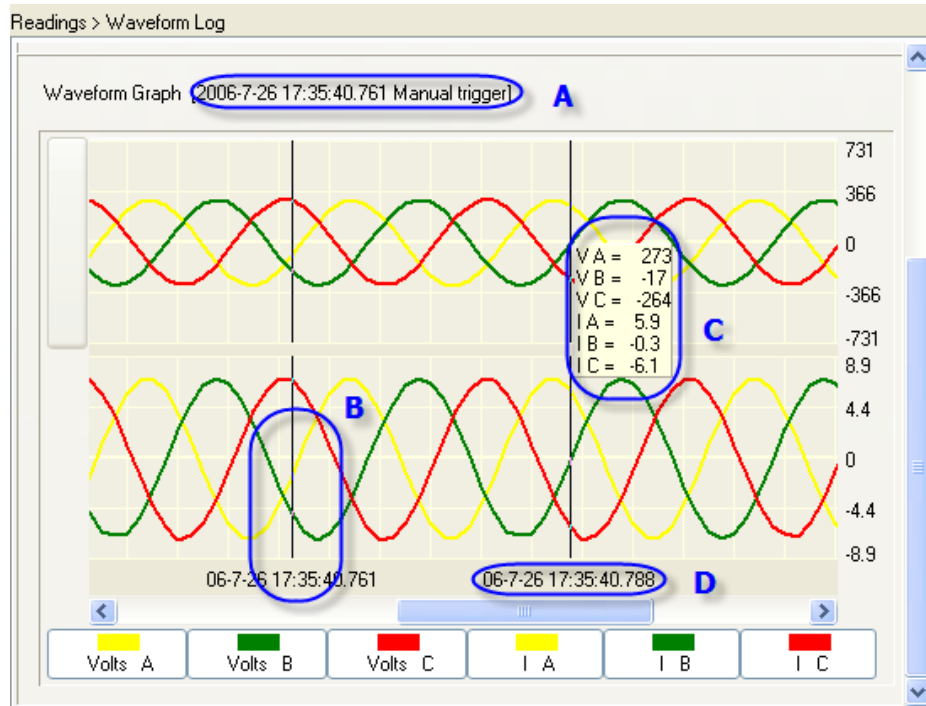 Readings > Waveform Log
Waveform Graph [2006-7-26 17:35:40.761 Manual trigger]
A
731
366
0
-366
-731
V A = 273
V B = -17
V C = -264
I A = 5.9
I B = -0.3
I C = -6.1
C
8.9
4.4
0
-4.4
-8.9
B
06-7-26 17:35:40.761
06-7-26 17:35:40.788
D
Volts A
Volts B
Volts C
I A
I B
I C